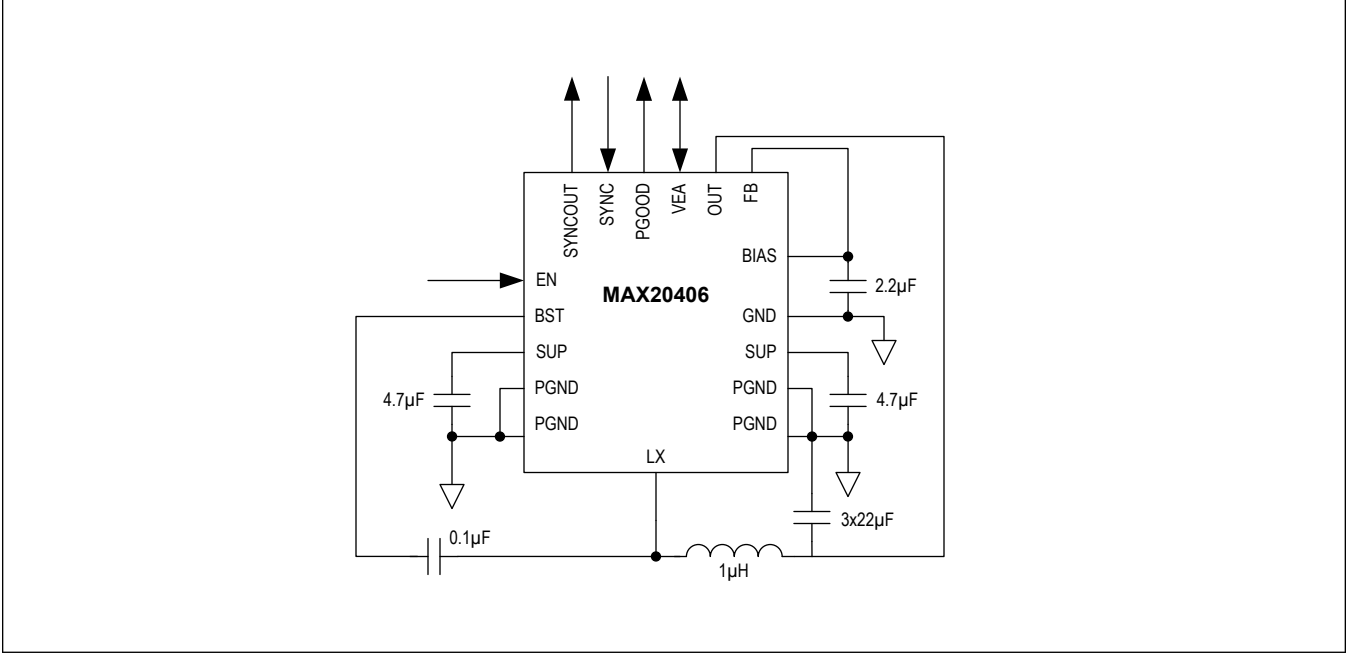 SYNCOUT
SYNC
PGOOD
VEA
OUT
FB
BIAS
EN
MAX20406
2.2µF
BST
GND
SUP
SUP
4.7µF
PGND
PGND
4.7µF
PGND
PGND
LX
3x22µF
0.1µF
1µH